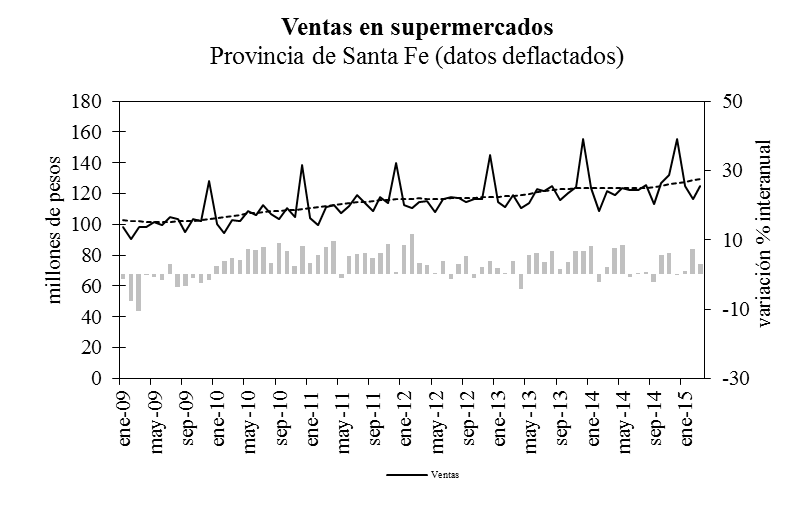 Ventas en supermercados
Provincia de Santa Fe (datos deflactados)
millones de pesos
180
160
140
120
100
80
60
40
20
0
50
30
10
-10
-30
variación % interanual
ene-09
may-09
sep-09
ene-10
may-10
sep-10
ene-11
may-11
sep-11
ene-12
may-12
sep-12
ene-13
may-13
sep-13
ene-14
may-14
sep-14
ene-15
Ventas